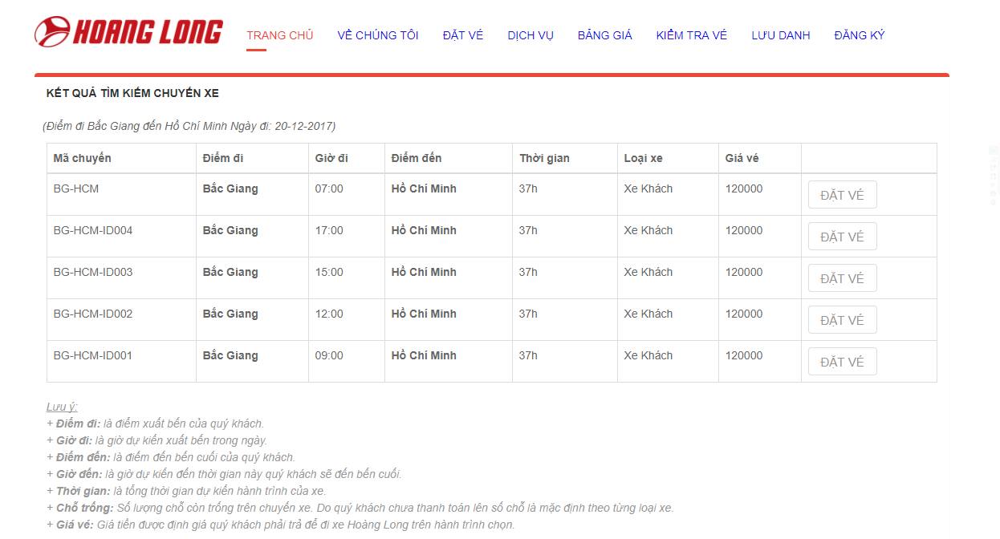 HOANG LONG TRANG CHỦ VỀ CHÚNG TÔI ĐẶT VÉ DỊCH VỤ BẢNG GIÁ KIỂM TRA VÉ LƯU DANH ĐĂNG KÝ
KẾT QUẢ TÌM KIẾM CHUYẾN XE
(Điểm đi Bắc Giang đến Hồ Chí Minh Ngày đi: 20-12-2017)
Mã chuyến Điểm đi Giờ đi Điểm đến Thời gian Loại xe Giá vé
BG-HCM Bắc Giang 07:00 Hồ Chí Minh 37h Xe Khách 120000 ĐẶT VÉ
BG-HCM-ID004 Bắc Giang 17:00 Hồ Chí Minh 37h Xe Khách 120000 ĐẶT VÉ
BG-HCM-ID003 Bắc Giang 15:00 Hồ Chí Minh 37h Xe Khách 120000 ĐẶT VÉ
BG-HCM-ID002 Bắc Giang 12:00 Hồ Chí Minh 37h Xe Khách 120000 ĐẶT VÉ
BG-HCM-ID001 Bắc Giang 09:00 Hồ Chí Minh 37h Xe Khách 120000 ĐẶT VÉ
Lưu ý:
+ Điểm đi: là điểm xuất bến của quý khách.
+ Giờ đi: là giờ dự kiến xuất bến trong ngày.
+ Điểm đến: là điểm đến bến cuối của quý khách.
+ Giờ đến: là giờ dự kiến đến thời gian này quý khách sẽ đến bến cuối.
+ Thời gian: là tổng thời gian dự kiến hành trình của xe.
+ Chỗ trống: Số lượng chỗ còn trống trên chuyến xe. Do quý khách chưa thanh toán lên số chỗ là mặc định theo từng loại xe.
+ Giá vé: Giá tiền được định giá quý khách phải trả để đi xe Hoàng Long trên hành trình chọn.